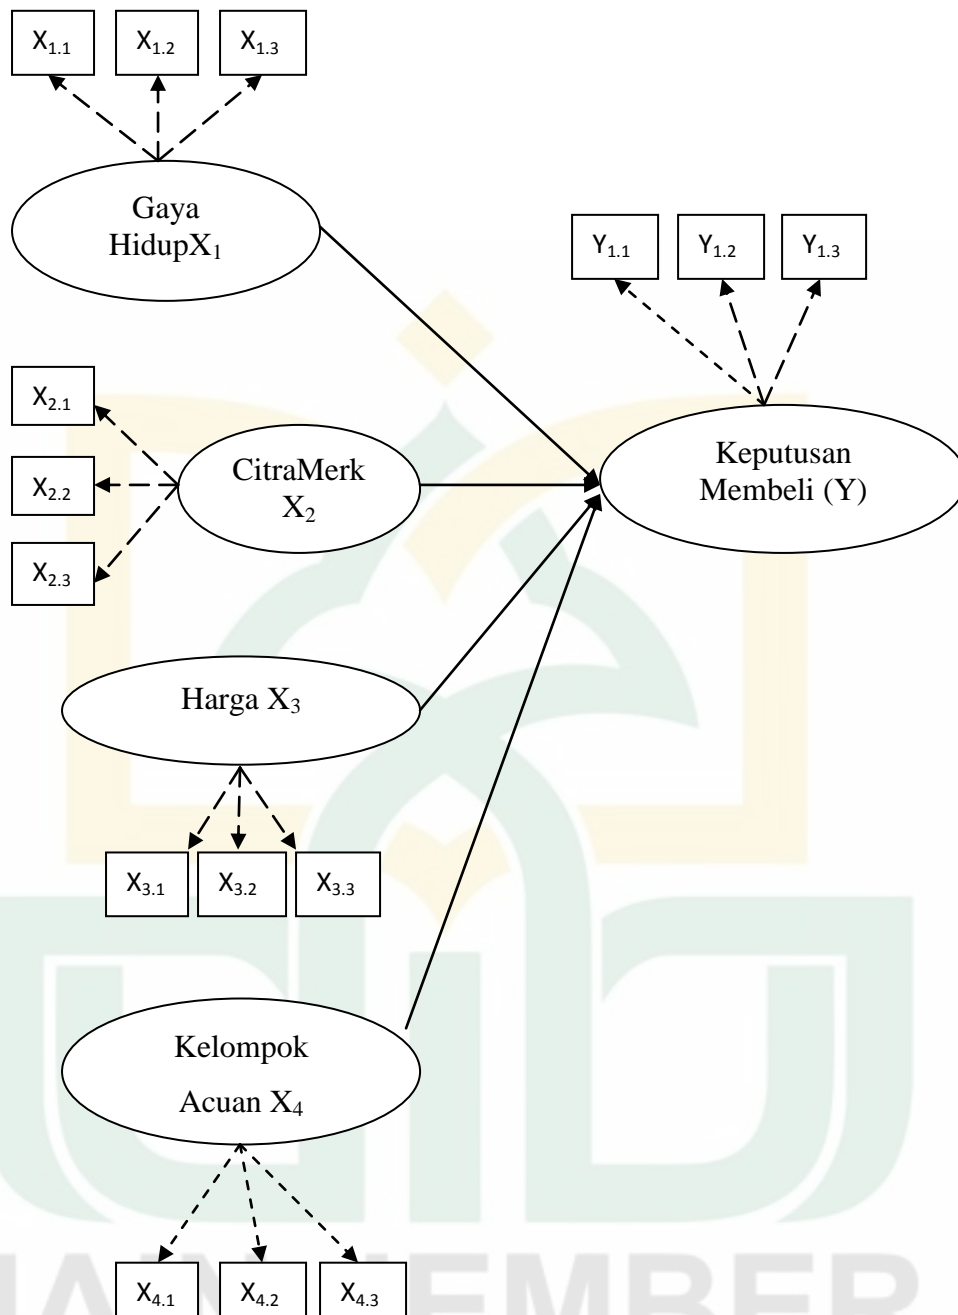 X1.1 X1.2 X1.3
Gaya
HidupX1
Y1.1 Y1.2 Y1.3
X2.1
X2.2
X2.3
CitraMerk
X2
Keputusan
Membeli (Y)
Harga X3
X3.1 X3.2 X3.3
Kelompok
Acuan X4
X4.1 X4.2 X4.3